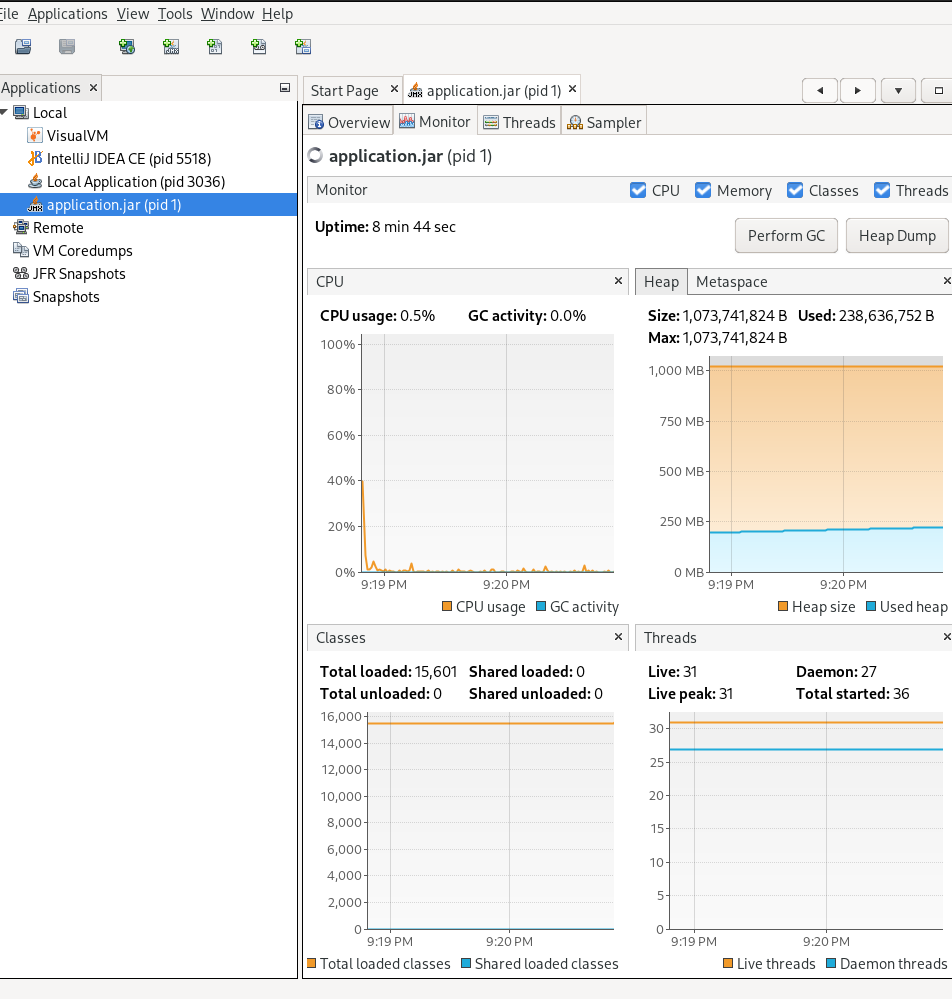 File Applications View Tools Window Help
Applications
Start Page
application.jar (pid 1)
Local
VisualVM
IntelliJ IDEA CE (pid 5518)
Local Application (pid 3036)
application.jar (pid 1)
Remote
VM Coredumps
JFR Snapshots
Snapshots
Overview Monitor Threads Sampler
application.jar (pid 1)
Monitor CPU Memory Classes Threads
Uptime: 8 min 44 sec
Perform GC Heap Dump
CPU
CPU usage: 0.5% GC activity: 0.0%
100%
80%
60%
40%
20%
0%
9:19 PM 9:20 PM
CPU usage GC activity
Heap Metaspace
Size: 1,073,741,824 B Used: 238,636,752 B
Max: 1,073,741,824 B
1,000 MB
750 MB
500 MB
250 MB
0 MB
9:19 PM 9:20 PM
Heap size Used heap
Classes
Total loaded: 15,601 Shared loaded: 0
Total unloaded: 0 Shared unloaded: 0
16,000
14,000
12,000
10,000
8,000
6,000
4,000
2,000
0
9:19 PM 9:20 PM
Total loaded classes Shared loaded classes
Threads
Live: 31 Daemon: 27
Live peak: 31 Total started: 36
30
25
20
15
10
5
0
9:19 PM 9:20 PM
Live threads Daemon threads